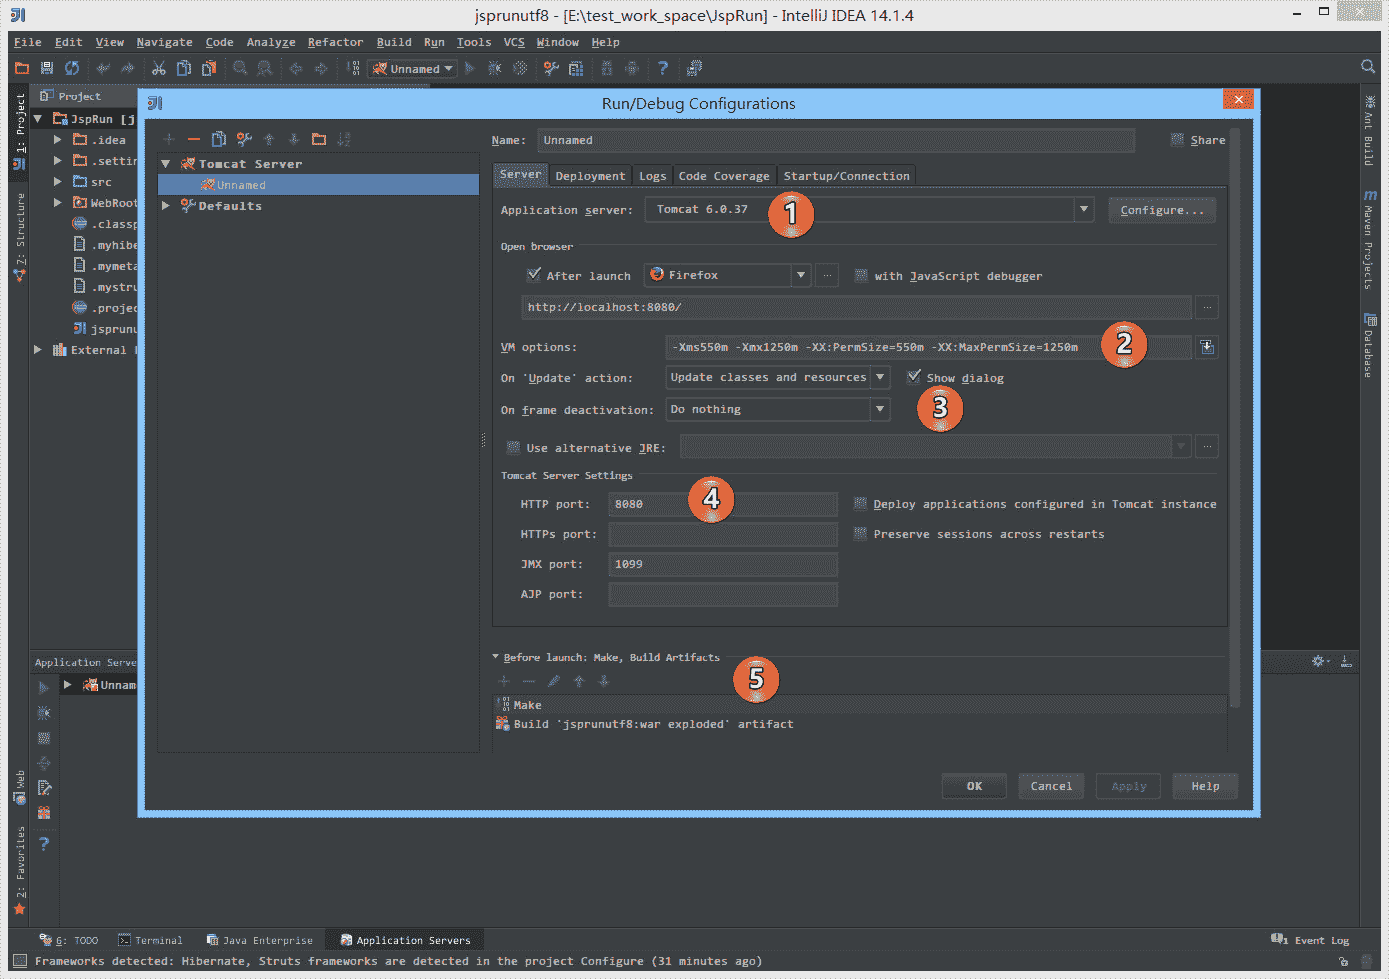 jsprunutf8 - [E:\test_work_space\JspRun] - IntelliJ IDEA 14.1.4
File Edit View Navigate Code Analyze Refactor Build Run Tools VCS Window Help
Unnamed
Project
1: Project
Z: Structure
Web
2: Favorites
JspRun [j
.idea
.settin
src
WebRoot
.classp
.myhibe
.mymeta
.mystru
.projec
jsprunu
External
Run/Debug Configurations
Tomcat Server
Unnamed
Defaults
Name: Unnamed Share
Server Deployment Logs Code Coverage Startup/Connection
Application server: Tomcat 6.0.37 1 Configure...
Open browser
After launch Firefox ... with JavaScript debugger
http://localhost:8080/ ...
VM options: -Xms550m -Xmx1250m -XX:PermSize=550m -XX:MaxPermSize=1250m 2
On 'Update' action: Update classes and resources Show dialog
On frame deactivation: Do nothing 3
Use alternative JRE: ...
Tomcat Server Settings
HTTP port: 8080 4 Deploy applications configured in Tomcat instance
HTTPs port: Preserve sessions across restarts
JMX port: 1099
AJP port:
Before launch: Make, Build Artifacts 5
Make
Build 'jsprunutf8:war exploded' artifact
OK Cancel Apply Help
Ant Build
Maven Projects
Database
Application Serve
Unnam
6: TODO Terminal Java Enterprise Application Servers 1 Event Log
Frameworks detected: Hibernate, Struts frameworks are detected in the project Configure (31 minutes ago)